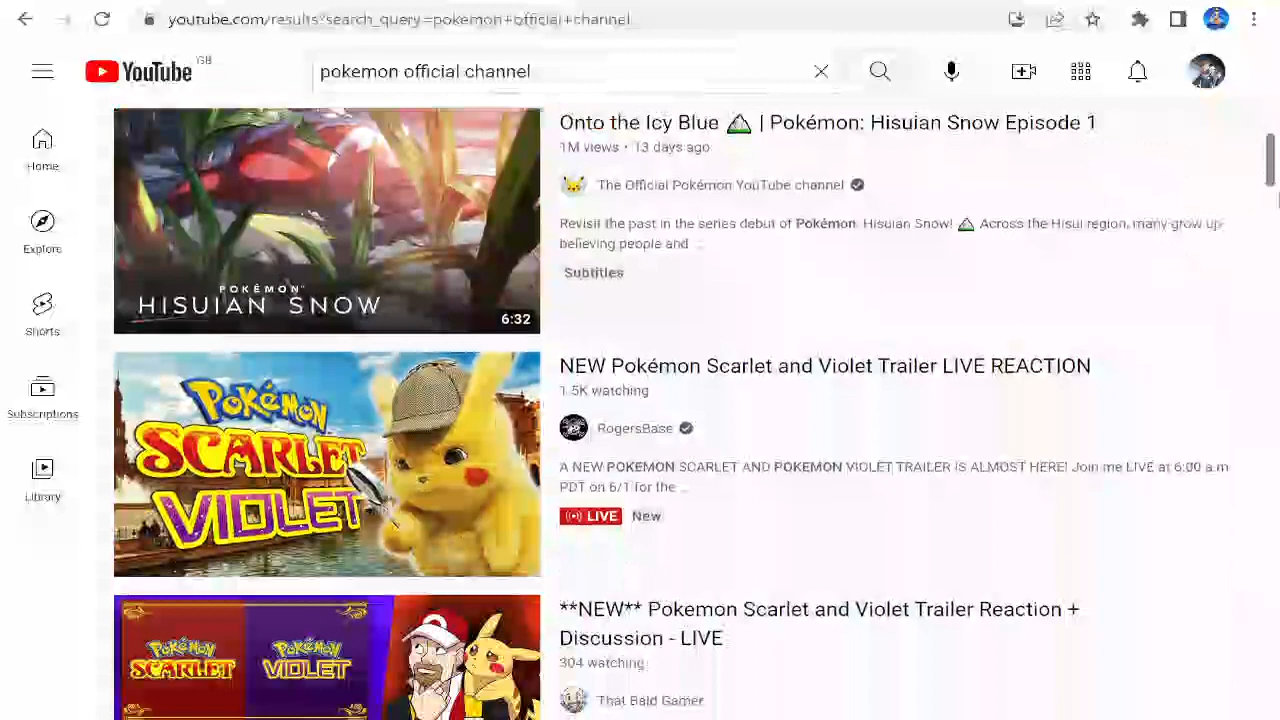 youtube.com/results?search_query=pokemon+official+channel
YouTube GB
pokemon official channel
Home
Explore
Shorts
Subscriptions
Library
POKÉMON
HISUIAN SNOW
6:32
Onto the Icy Blue | Pokémon: Hisuian Snow Episode 1
1M views • 13 days ago
The Official Pokémon YouTube channel
Revisit the past in the series debut of Pokémon: Hisuian Snow! Across the Hisui region, many grow up
believing people and ...
Subtitles
POKéMON
SCARLET
VIOLET
NEW Pokémon Scarlet and Violet Trailer LIVE REACTION
1.5K watching
RogersBase
A NEW POKEMON SCARLET AND POKEMON VIOLET TRAILER IS ALMOST HERE! Join me LIVE at 6:00 a.m
PDT on 6/1 for the ...
LIVE New
POKéMON POKéMON
SCARLET VIOLET
**NEW** Pokemon Scarlet and Violet Trailer Reaction +
Discussion - LIVE
304 watching
That Bald Gamer